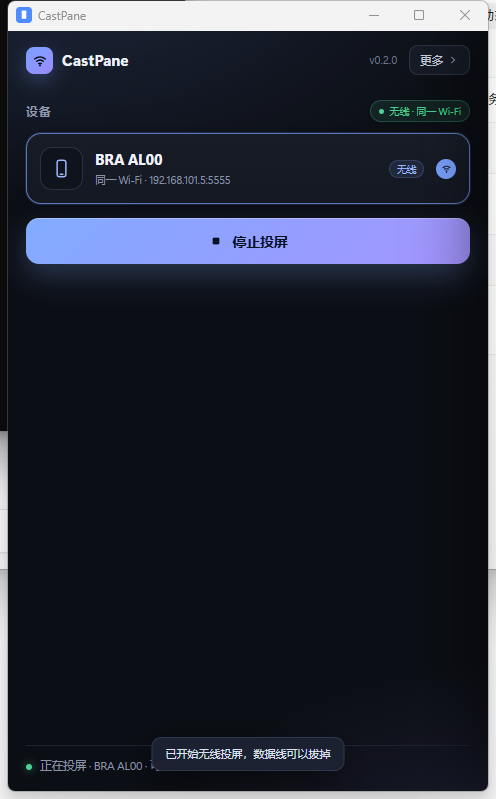 CastPane
CastPane
v0.2.0
更多
设备
无线 · 同一 Wi-Fi
BRA AL00
同一 Wi-Fi · 192.168.101.5:5555
无线
停止投屏
已开始无线投屏，数据线可以拔掉
正在投屏 · BRA AL00 ·